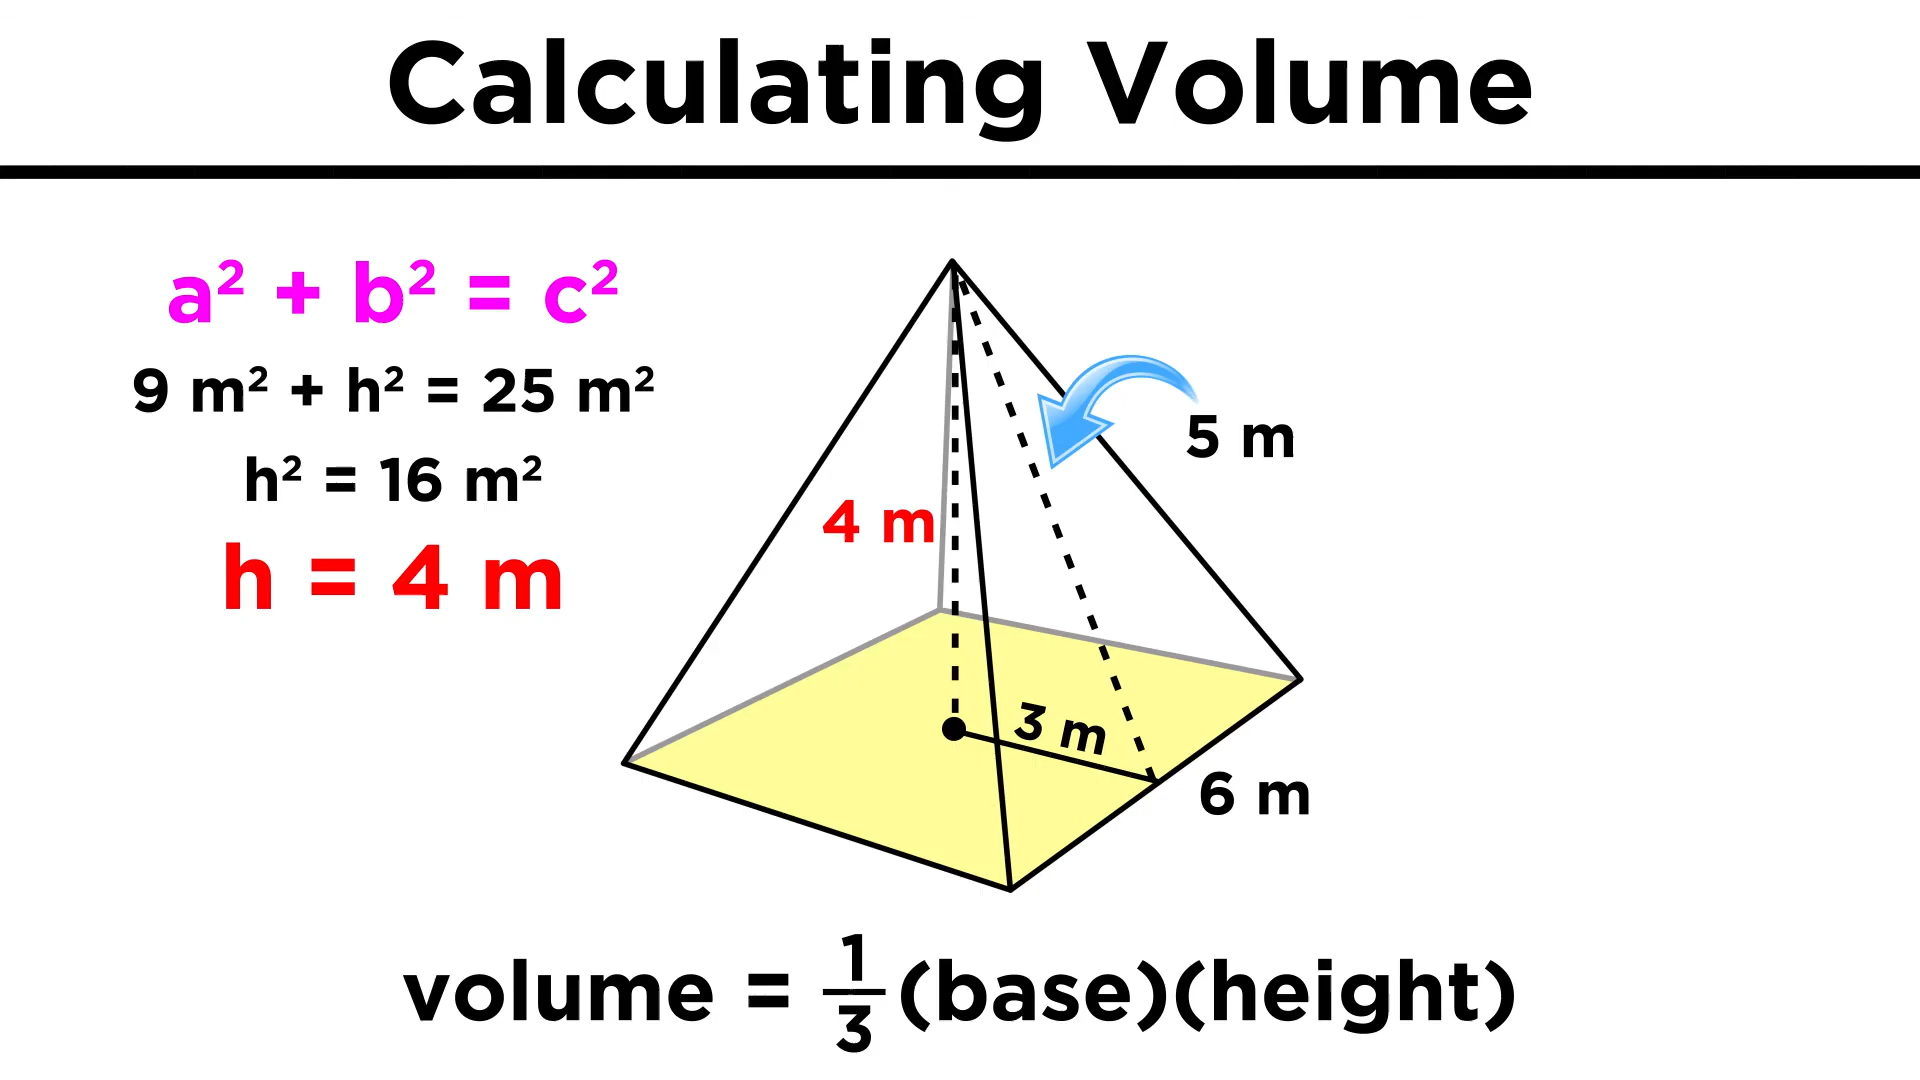 Calculating Volume
a² + b² = c²
9 m² + h² = 25 m²
h² = 16 m²
h = 4 m
5 m
4 m
3 m
6 m
volume = 1/3 (base)(height)